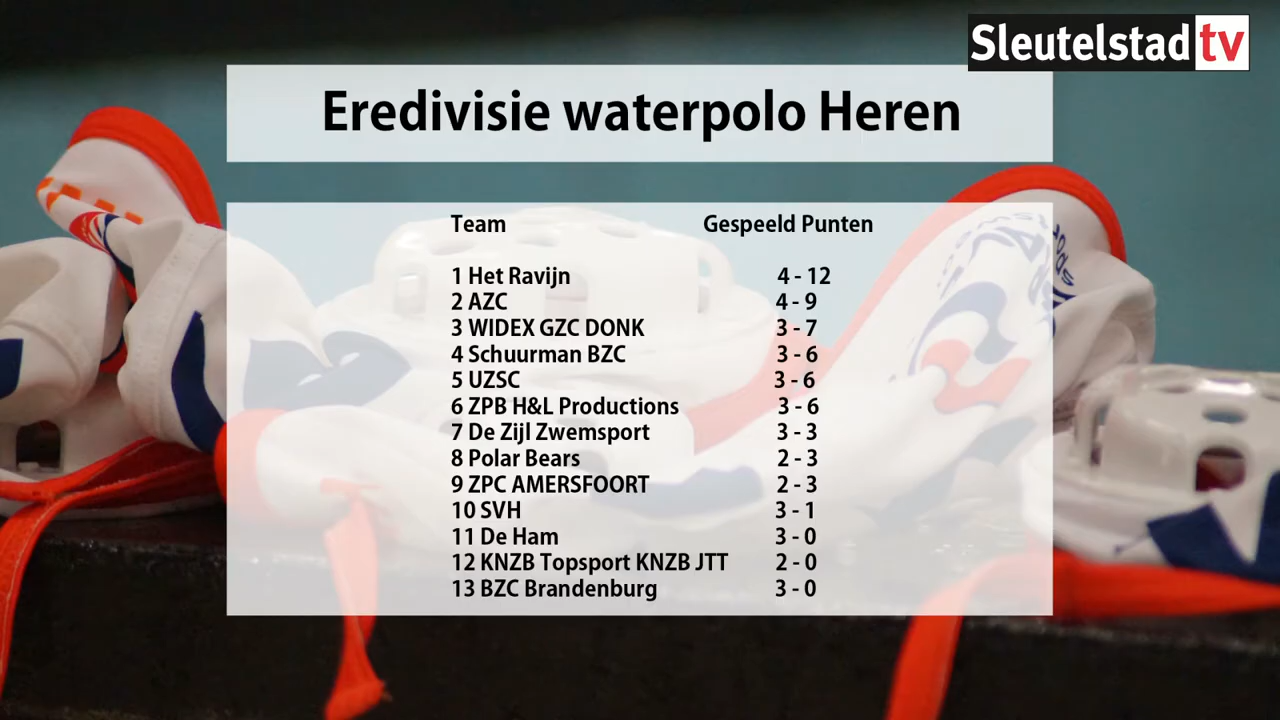 Sleutelstad tv
Eredivisie waterpolo Heren
Team Gespeeld Punten
1 Het Ravijn 4 - 12
2 AZC 4 - 9
3 WIDEX GZC DONK 3 - 7
4 Schuurman BZC 3 - 6
5 UZSC 3 - 6
6 ZPB H&L Productions 3 - 6
7 De Zijl Zwemsport 3 - 3
8 Polar Bears 2 - 3
9 ZPC AMERSFOORT 2 - 3
10 SVH 3 - 1
11 De Ham 3 - 0
12 KNZB Topsport KNZB JTT 2 - 0
13 BZC Brandenburg 3 - 0